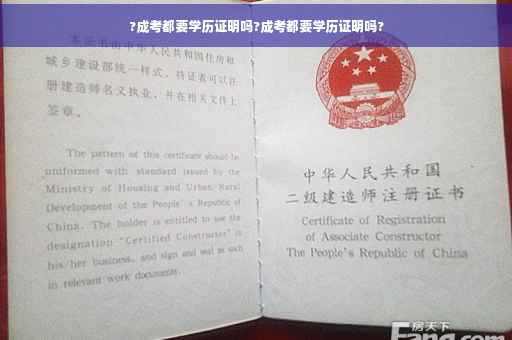 ?成考都要学历证明吗?成考都要学历证明吗?
本证书由中华人民共和国住房和
城乡建设部统一样式，持证者可以注
册建造师名义执业，并在相关文件上
签章。
The pattern of this certificate should be
uniformed with standard issued by the
Ministry of Housing and Urban Rural
Development of the People's Republic of
China. The holder is entitled to use the
designation "Certified Constructor" in
his/her business, and sign and seal as such
in relevant work documents.
中华人民共和国
二级建造师注册证书
Certificate of Registration
of Associate Constructor
The People's Republic of China
房天下
Fang.com